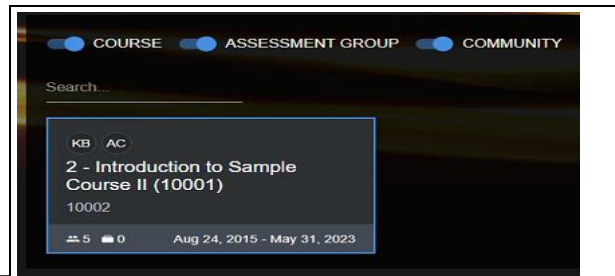 COURSE ASSESSMENT GROUP COMMUNITY
Search...
KB AC
2 - Introduction to Sample
Course II (10001)
10002
5 0 Aug 24, 2015 - May 31, 2023